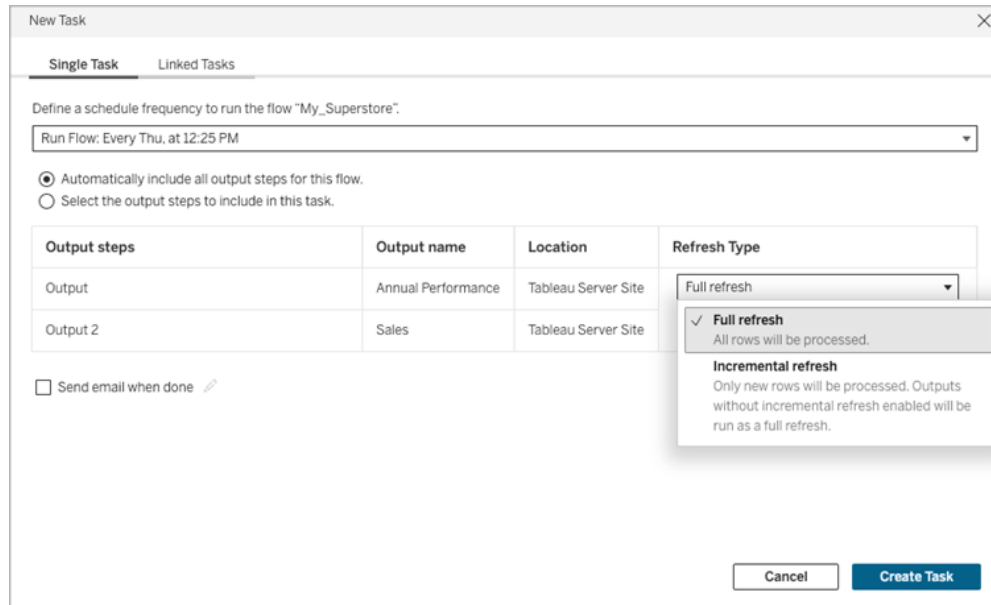 New Task
Single Task
Linked Tasks
Define a schedule frequency to run the flow "My_Superstore".
Run Flow: Every Thu, at 12:25 PM
Automatically include all output steps for this flow.
Select the output steps to include in this task.
Output steps
Output name
Location
Refresh Type
Output
Annual Performance
Tableau Server Site
Full refresh
Output 2
Sales
Tableau Server Site
Full refresh
All rows will be processed.
Incremental refresh
Only new rows will be processed. Outputs
without incremental refresh enabled will be
run as a full refresh.
Send email when done
Cancel
Create Task